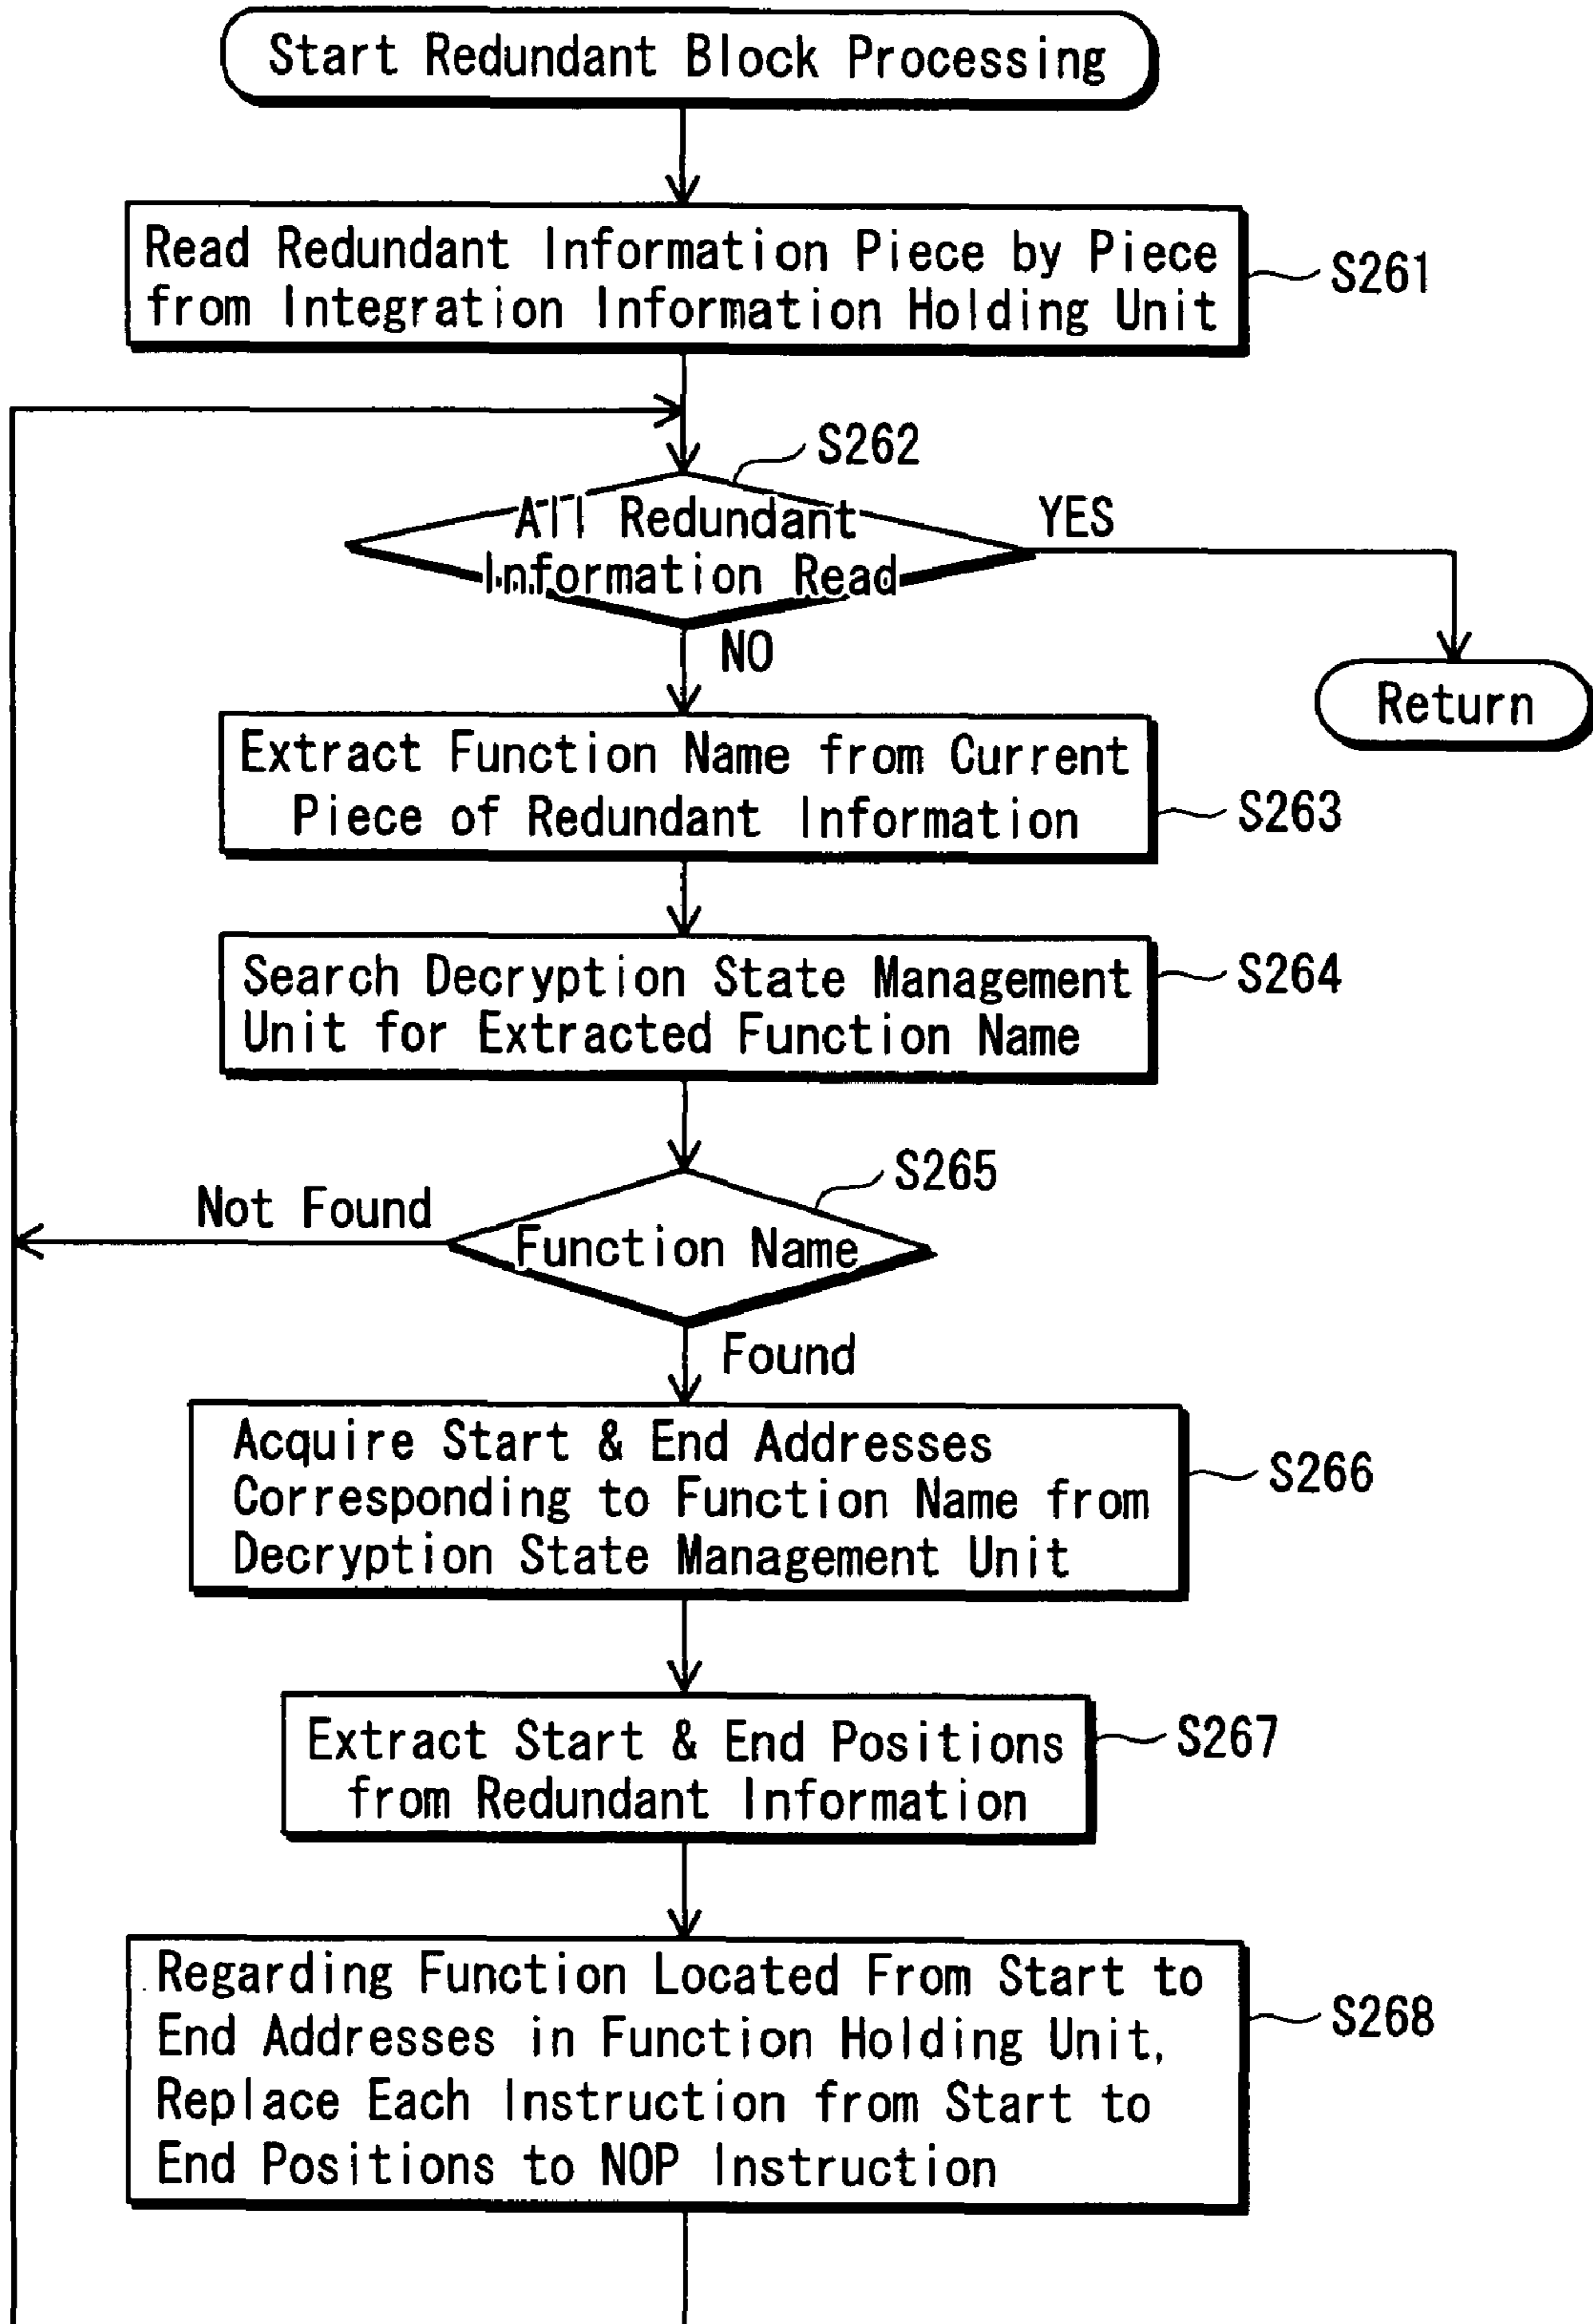 Start Redundant Block Processing
Read Redundant Information Piece by Piece
from Integration Information Holding Unit
S261
S262
All Redundant
Information Read
YES
NO
Return
Extract Function Name from Current
Piece of Redundant Information
S263
Search Decryption State Management
Unit for Extracted Function Name
S264
S265
Not Found
Function Name
Found
Acquire Start & End Addresses
Corresponding to Function Name from
Decryption State Management Unit
S266
Extract Start & End Positions
from Redundant Information
S267
Regarding Function Located From Start to
End Addresses in Function Holding Unit,
Replace Each Instruction from Start to
End Positions to NOP Instruction
S268